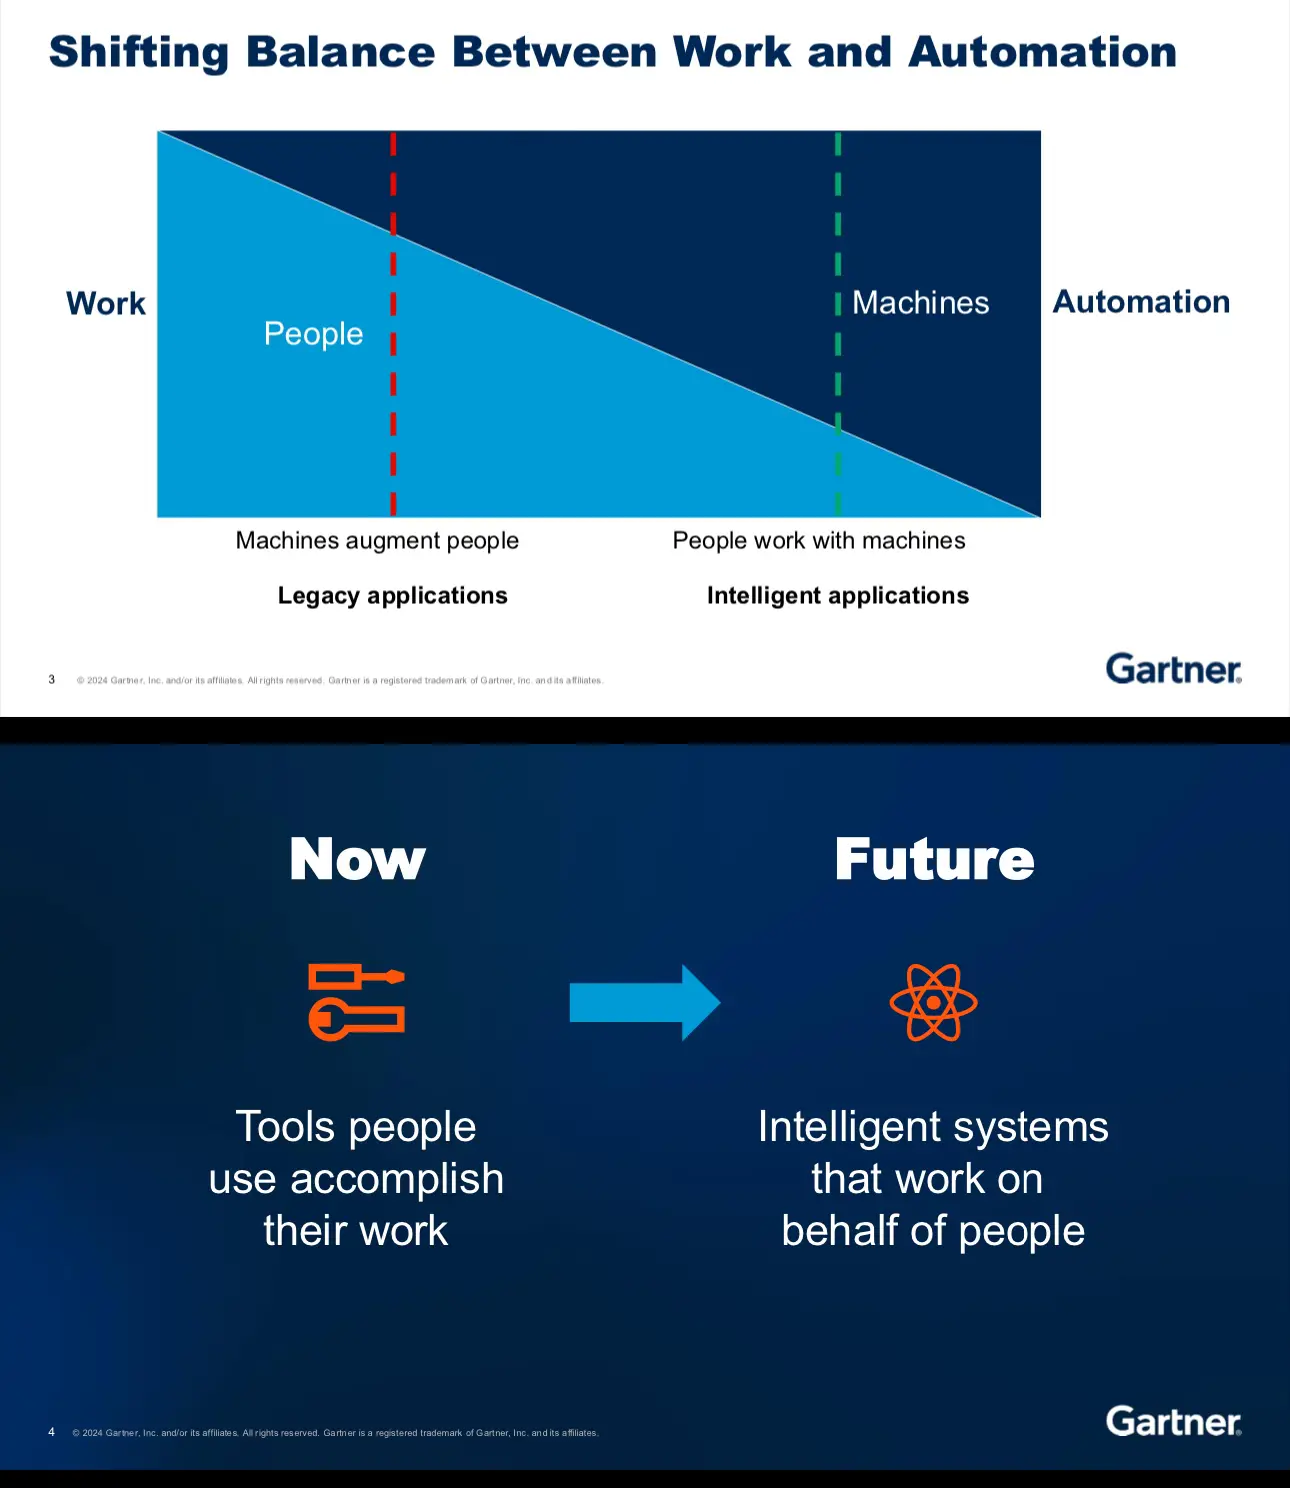 Shifting Balance Between Work and Automation
Work
People
Machines
Automation
Machines augment people
People work with machines
Legacy applications
Intelligent applications
3 © 2024 Gartner, Inc. and/or its affiliates. All rights reserved. Gartner is a registered trademark of Gartner, Inc. and its affiliates.
Gartner®
Now
Future
Tools people
use accomplish
their work
Intelligent systems
that work on
behalf of people
4 © 2024 Gartner, Inc. and/or its affiliates. All rights reserved. Gartner is a registered trademark of Gartner, Inc. and its affiliates.
Gartner®